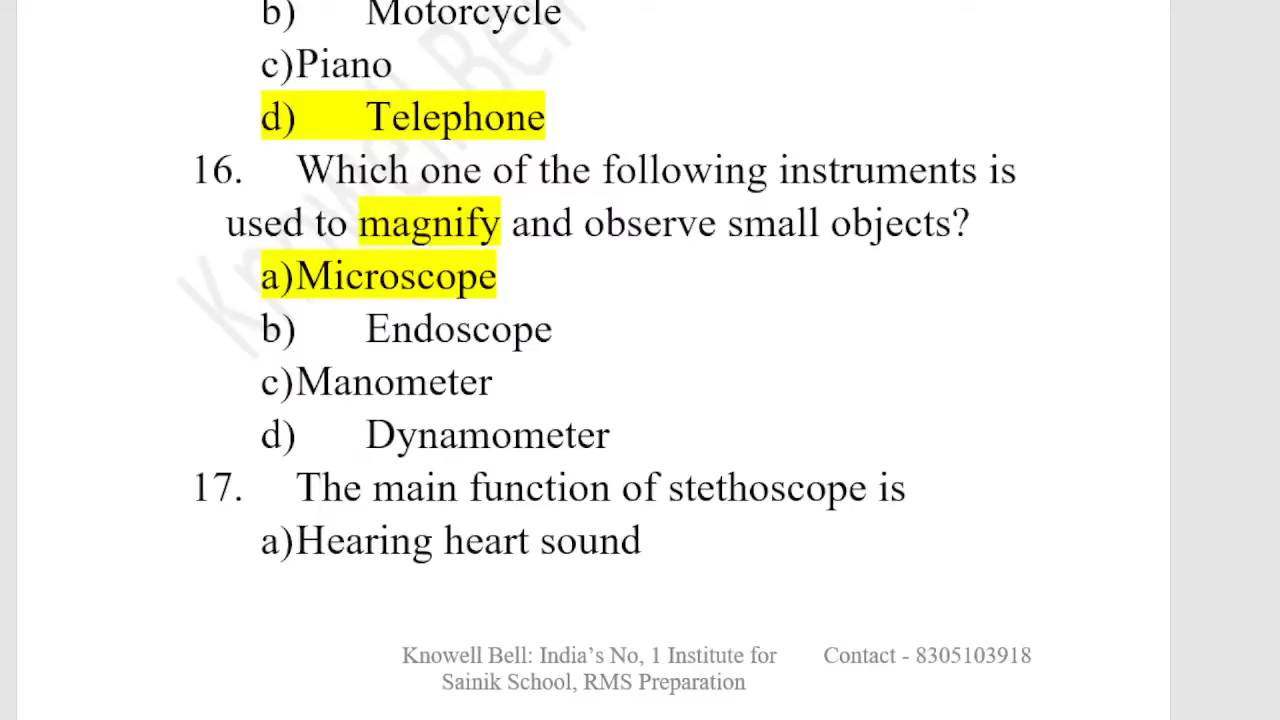 b) Motorcycle
c)Piano
d) Telephone
16. Which one of the following instruments is
used to magnify and observe small objects?
a)Microscope
b) Endoscope
c)Manometer
d) Dynamometer
17. The main function of stethoscope is
a)Hearing heart sound
Knowell Bell: India's No, 1 Institute for Contact - 8305103918
Sainik School, RMS Preparation
Knowell Bell